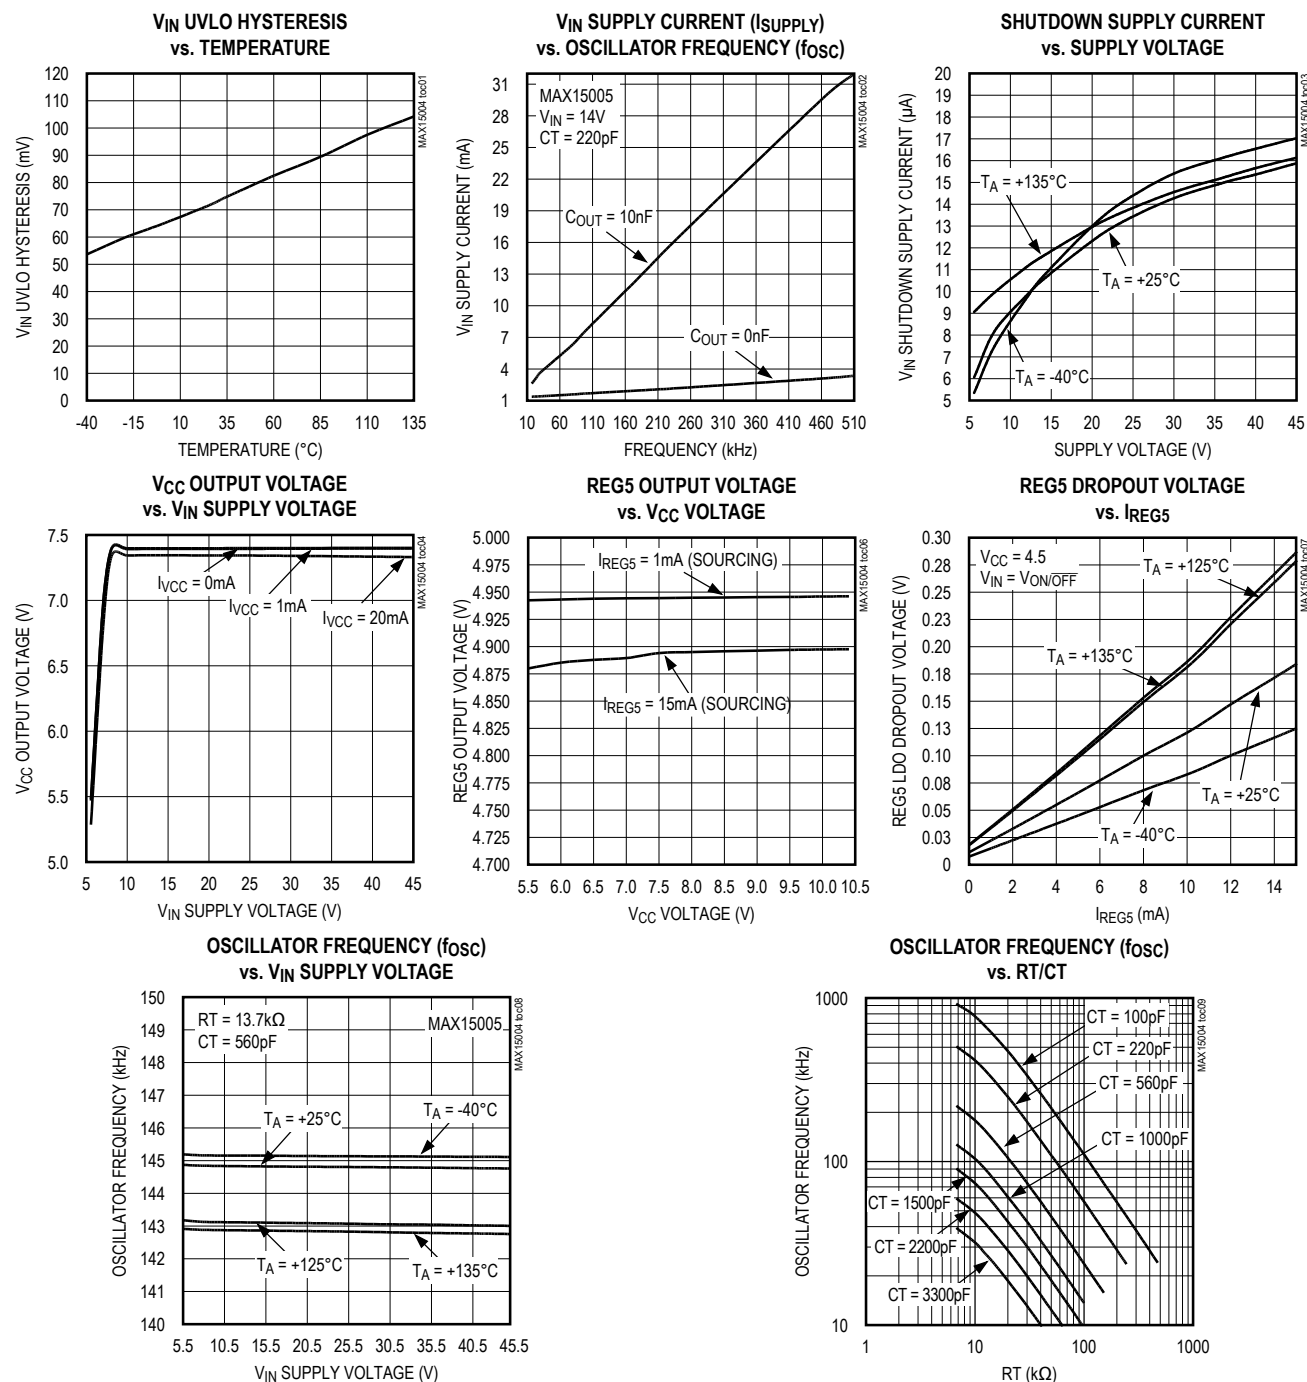 VIN UVLO HYSTERESIS
vs. TEMPERATURE
120
110
100
90
80
70
60
50
40
30
20
10
0
VIN UVLO HYSTERESIS (mV)
MAX15004 toc01
-40 -15 10 35 60 85 110 135
TEMPERATURE (°C)
VIN SUPPLY CURRENT (ISUPPLY)
vs. OSCILLATOR FREQUENCY (fOSC)
31
28
25
22
19
16
13
10
7
4
1
VIN SUPPLY CURRENT (mA)
MAX15005
VIN = 14V
CT = 220pF
COUT = 10nF
COUT = 0nF
MAX15004 toc02
10 60 110 160 210 260 310 360 410 460 510
FREQUENCY (kHz)
SHUTDOWN SUPPLY CURRENT
vs. SUPPLY VOLTAGE
20
19
18
17
16
15
14
13
12
11
10
9
8
7
6
5
VIN SHUTDOWN SUPPLY CURRENT (µA)
TA = +135°C
TA = +25°C
TA = -40°C
MAX15004 toc03
5 10 15 20 25 30 35 40 45
SUPPLY VOLTAGE (V)
VCC OUTPUT VOLTAGE
vs. VIN SUPPLY VOLTAGE
7.5
7.0
6.5
6.0
5.5
5.0
VCC OUTPUT VOLTAGE (V)
IVCC = 0mA
IVCC = 1mA
IVCC = 20mA
MAX15004 toc04
5 10 15 20 25 30 35 40 45
VIN SUPPLY VOLTAGE (V)
REG5 OUTPUT VOLTAGE
vs. VCC VOLTAGE
5.000
4.975
4.950
4.925
4.900
4.875
4.850
4.825
4.800
4.775
4.750
4.725
4.700
REG5 OUTPUT VOLTAGE (V)
IREG5 = 1mA (SOURCING)
IREG5 = 15mA (SOURCING)
MAX15004 toc06
5.5 6.0 6.5 7.0 7.5 8.0 8.5 9.0 9.5 10.0 10.5
VCC VOLTAGE (V)
REG5 DROPOUT VOLTAGE
vs. IREG5
0.30
0.28
0.25
0.23
0.20
0.18
0.15
0.13
0.10
0.08
0.05
0.03
0
REG5 LDO DROPOUT VOLTAGE (V)
VCC = 4.5
VIN = VON/OFF
TA = +125°C
TA = +135°C
TA = +25°C
TA = -40°C
MAX15004 toc07
0 2 4 6 8 10 12 14
IREG5 (mA)
OSCILLATOR FREQUENCY (fOSC)
vs. VIN SUPPLY VOLTAGE
150
149
148
147
146
145
144
143
142
141
140
OSCILLATOR FREQUENCY (kHz)
RT = 13.7kΩ
CT = 560pF
MAX15005
TA = +25°C
TA = -40°C
TA = +125°C
TA = +135°C
MAX15004 toc08
5.5 10.5 15.5 20.5 25.5 30.5 35.5 40.5 45.5
VIN SUPPLY VOLTAGE (V)
OSCILLATOR FREQUENCY (fOSC)
vs. RT/CT
1000
100
10
OSCILLATOR FREQUENCY (kHz)
CT = 100pF
CT = 220pF
CT = 560pF
CT = 1000pF
CT = 1500pF
CT = 2200pF
CT = 3300pF
MAX15004 toc09
1 10 100 1000
RT (kΩ)